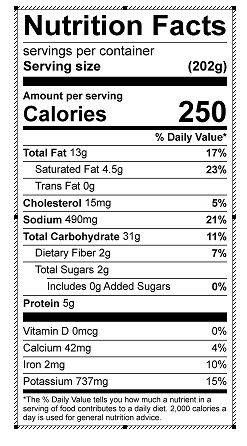 Nutrition Facts
servings per container
Serving size (202g)
Amount per serving
Calories 250
% Daily Value*
Total Fat 13g 17%
Saturated Fat 4.5g 23%
Trans Fat 0g
Cholesterol 15mg 5%
Sodium 490mg 21%
Total Carbohydrate 31g 11%
Dietary Fiber 2g 7%
Total Sugars 2g
Includes 0g Added Sugars 0%
Protein 5g
Vitamin D 0mcg 0%
Calcium 42mg 4%
Iron 2mg 10%
Potassium 737mg 15%
*The % Daily Value tells you how much a nutrient in a
serving of food contributes to a daily diet. 2,000 calories a
day is used for general nutrition advice.